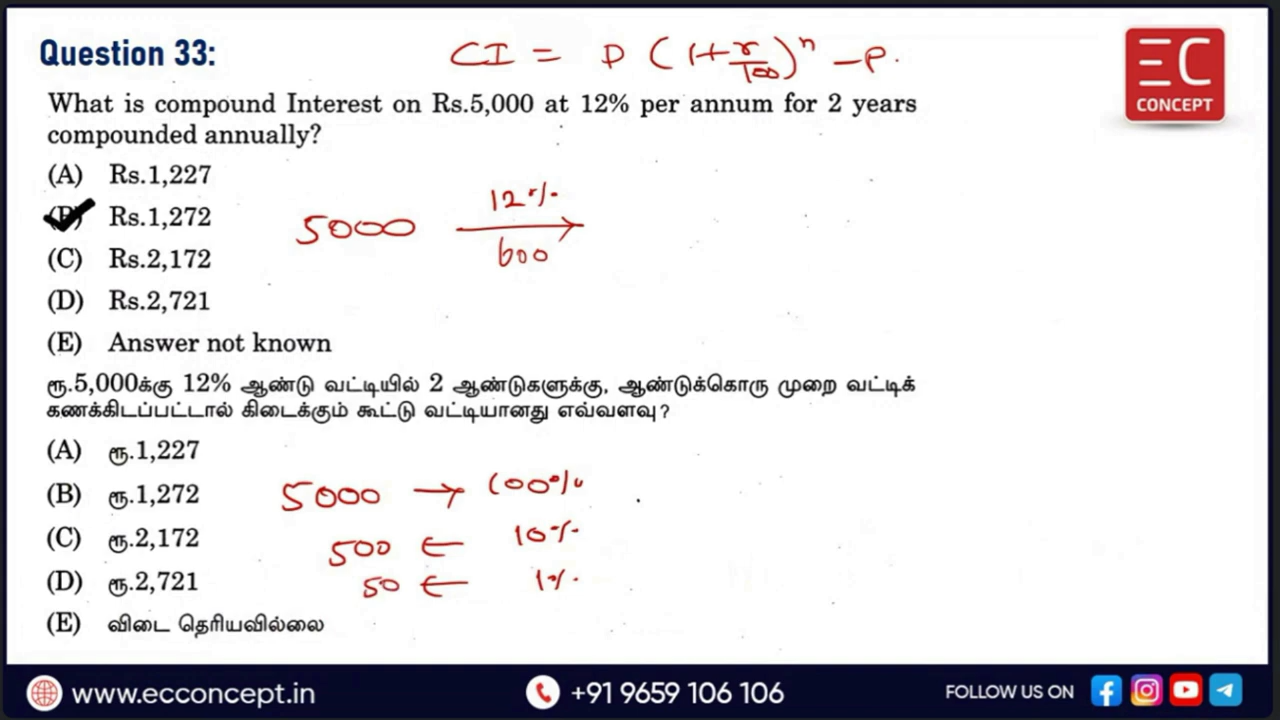 Question 33:
CI = P (1+r/100)^n - P.
EC
CONCEPT
What is compound Interest on Rs.5,000 at 12% per annum for 2 years
compounded annually?
(A) Rs.1,227
(B) Rs.1,272
(C) Rs.2,172
(D) Rs.2,721
(E) Answer not known
5000 12% 600
ரூ.5,000க்கு 12% ஆண்டு வட்டியில் 2 ஆண்டுகளுக்கு, ஆண்டுக்கொரு முறை வட்டிக்
கணக்கிடப்பட்டால் கிடைக்கும் கூட்டு வட்டியானது எவ்வளவு?
(A) ரூ.1,227
(B) ரூ.1,272
(C) ரூ.2,172
(D) ரூ.2,721
(E) விடை தெரியவில்லை
5000 → 100%
500 ← 10%
50 ← 1%
www.ecconcept.in
+91 9659 106 106
FOLLOW US ON